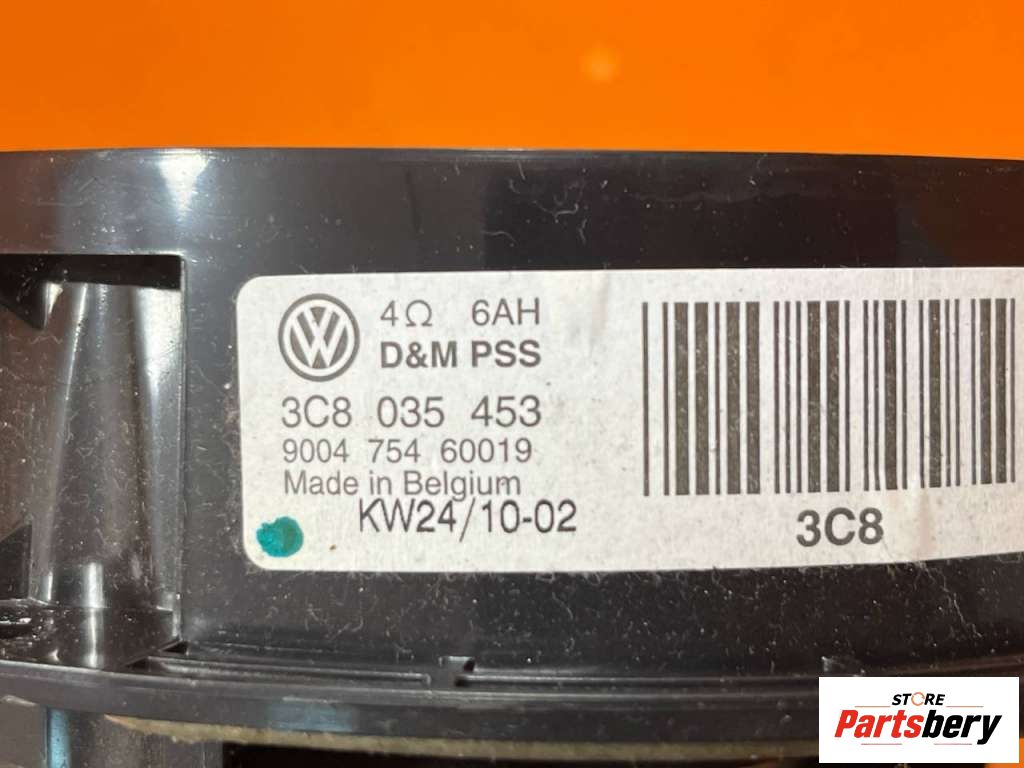 4Ω 6AH
D&M PSS
3C8 035 453
9004 754 60019
Made in Belgium
KW24/10-02
3C8
STORE
Partsbery